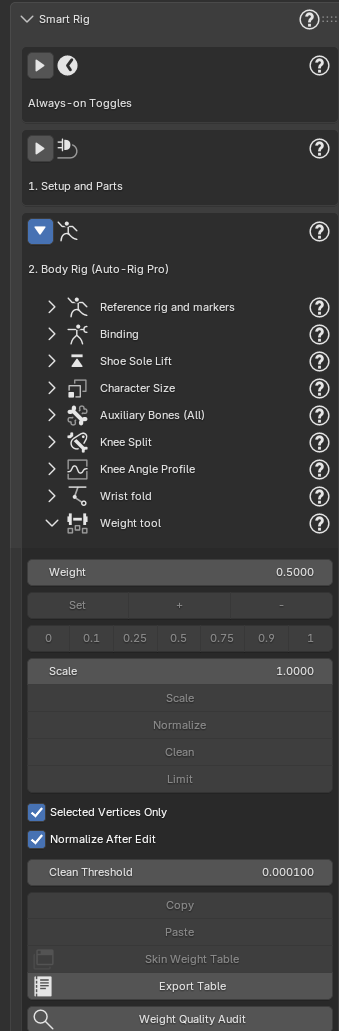 Smart Rig
Always-on Toggles
1. Setup and Parts
2. Body Rig (Auto-Rig Pro)
Reference rig and markers
Binding
Shoe Sole Lift
Character Size
Auxiliary Bones (All)
Knee Split
Knee Angle Profile
Wrist fold
Weight tool
Weight 0.5000
Set + -
0 0.1 0.25 0.5 0.75 0.9 1
Scale 1.0000
Scale
Normalize
Clean
Limit
Selected Vertices Only
Normalize After Edit
Clean Threshold 0.000100
Copy
Paste
Skin Weight Table
Export Table
Weight Quality Audit